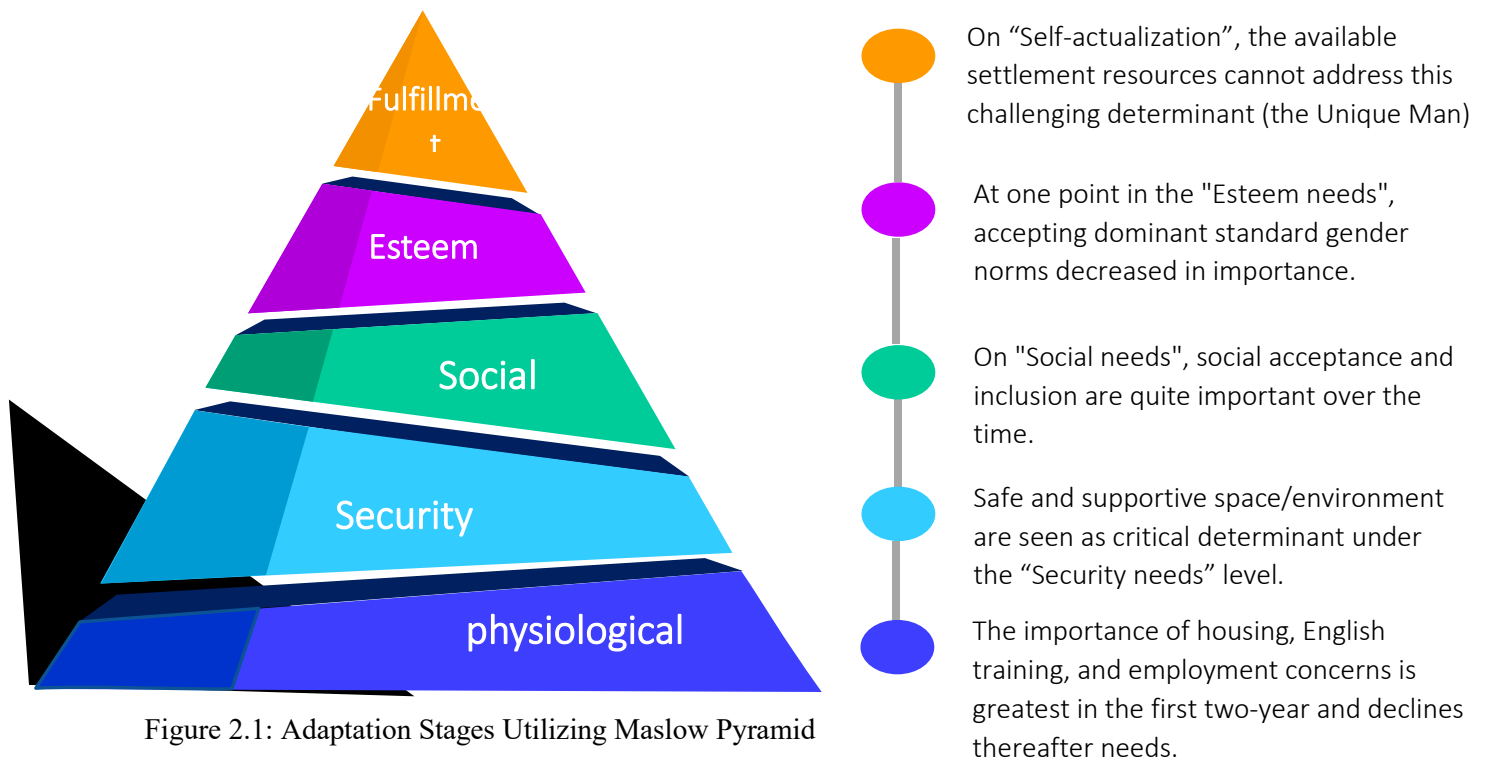 Fulfillme
t
Esteem
Social
Security
physiological
Figure 2.1: Adaptation Stages Utilizing Maslow Pyramid
On “Self-actualization”, the available
settlement resources cannot address this
challenging determinant (the Unique Man)
At one point in the "Esteem needs",
accepting dominant standard gender
norms decreased in importance.
On "Social needs", social acceptance and
inclusion are quite important over the
time.
Safe and supportive space/environment
are seen as critical determinant under
the “Security needs” level.
The importance of housing, English
training, and employment concerns is
greatest in the first two-year and declines
thereafter needs.